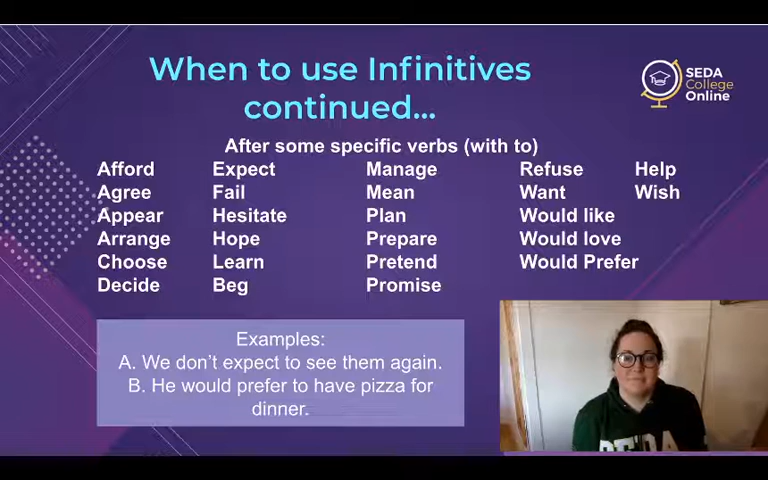 When to use Infinitives
continued...
SEDA
College
Online
After some specific verbs (with to)
Afford Expect Manage Refuse Help
Agree Fail Mean Want Wish
Appear Hesitate Plan Would like
Arrange Hope Prepare Would love
Choose Learn Pretend Would Prefer
Decide Beg Promise
Examples:
A. We don't expect to see them again.
B. He would prefer to have pizza for
dinner.